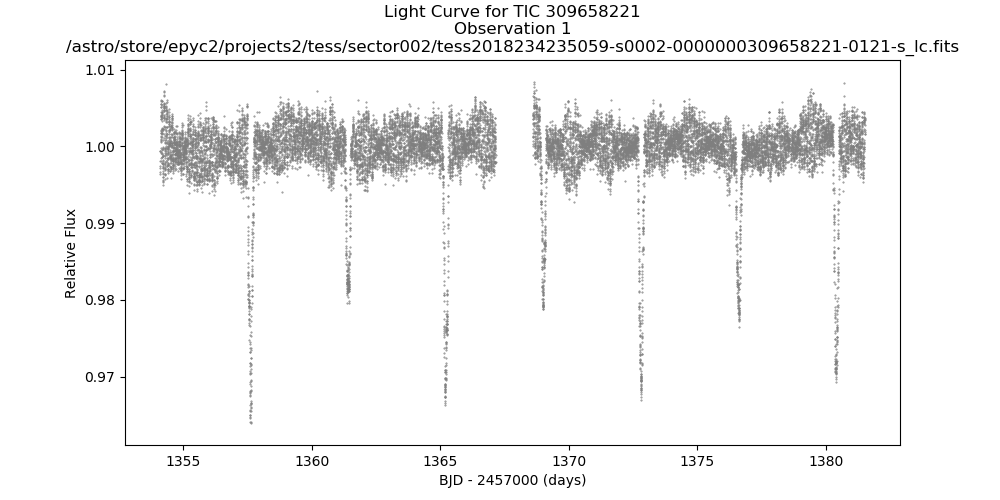 Light Curve for TIC 309658221
Observation 1
/astro/store/epyc2/projects2/tess/sector002/tess2018234235059-s0002-0000000309658221-0121-s_lc.fits
1.01
1.00
0.99
0.98
0.97
Relative Flux
1355 1360 1365 1370 1375 1380
BJD - 2457000 (days)